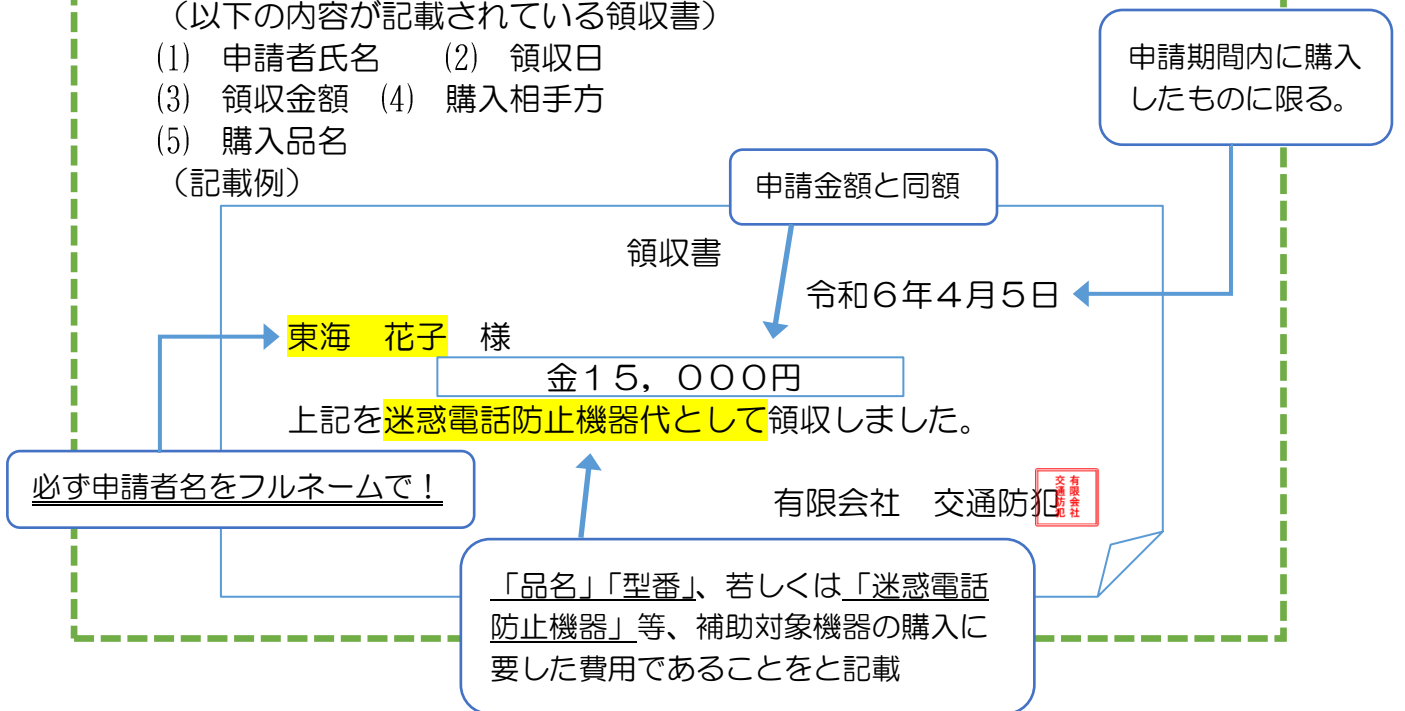 （以下の内容が記載されている領収書）
⑴　申請者氏名　　⑵　領収日
⑶　領収金額　⑷　購入相手方
⑸　購入品名
（記載例）
申請期間内に購入
したものに限る。
申請金額と同額
領収書
令和６年４月５日
東海　花子　様
金１５，０００円
上記を迷惑電話防止機器代として領収しました。
必ず申請者名をフルネームで！
有限会社　交通防犯
有限会社
交通防犯
「品名」「型番」、若しくは「迷惑電話
防止機器」等、補助対象機器の購入に
要した費用であることをと記載